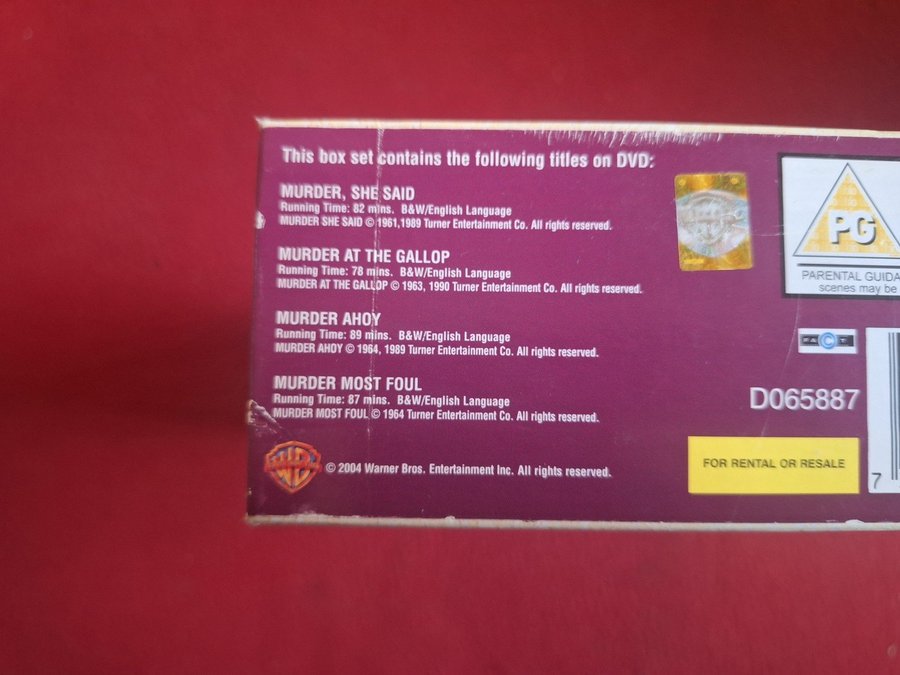 This box set contains the following titles on DVD:
MURDER, SHE SAID
Running Time: 82 mins. B&W/English Language
MURDER SHE SAID © 1961,1989 Turner Entertainment Co. All rights reserved.
MURDER AT THE GALLOP
Running Time: 78 mins. B&W/English Language
MURDER AT THE GALLOP © 1963, 1990 Turner Entertainment Co. All rights reserved.
MURDER AHOY
Running Time: 89 mins. B&W/English Language
MURDER AHOY © 1964, 1989 Turner Entertainment Co. All rights reserved.
MURDER MOST FOUL
Running Time: 87 mins. B&W/English Language
MURDER MOST FOUL © 1964 Turner Entertainment Co. All rights reserved.
© 2004 Warner Bros. Entertainment Inc. All rights reserved.
PG
PARENTAL GUIDA
scenes may be
FACT
D065887
FOR RENTAL OR RESALE
7